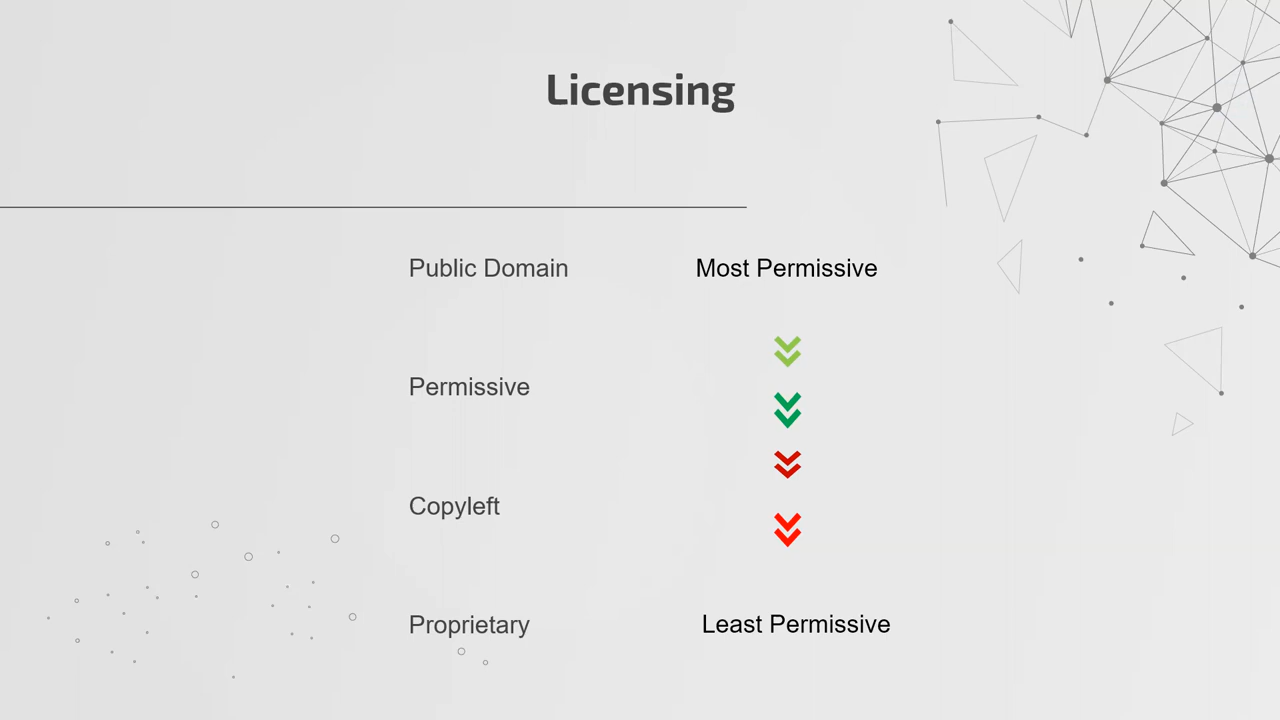 Licensing
Public Domain
Most Permissive
Permissive
Copyleft
Proprietary
Least Permissive